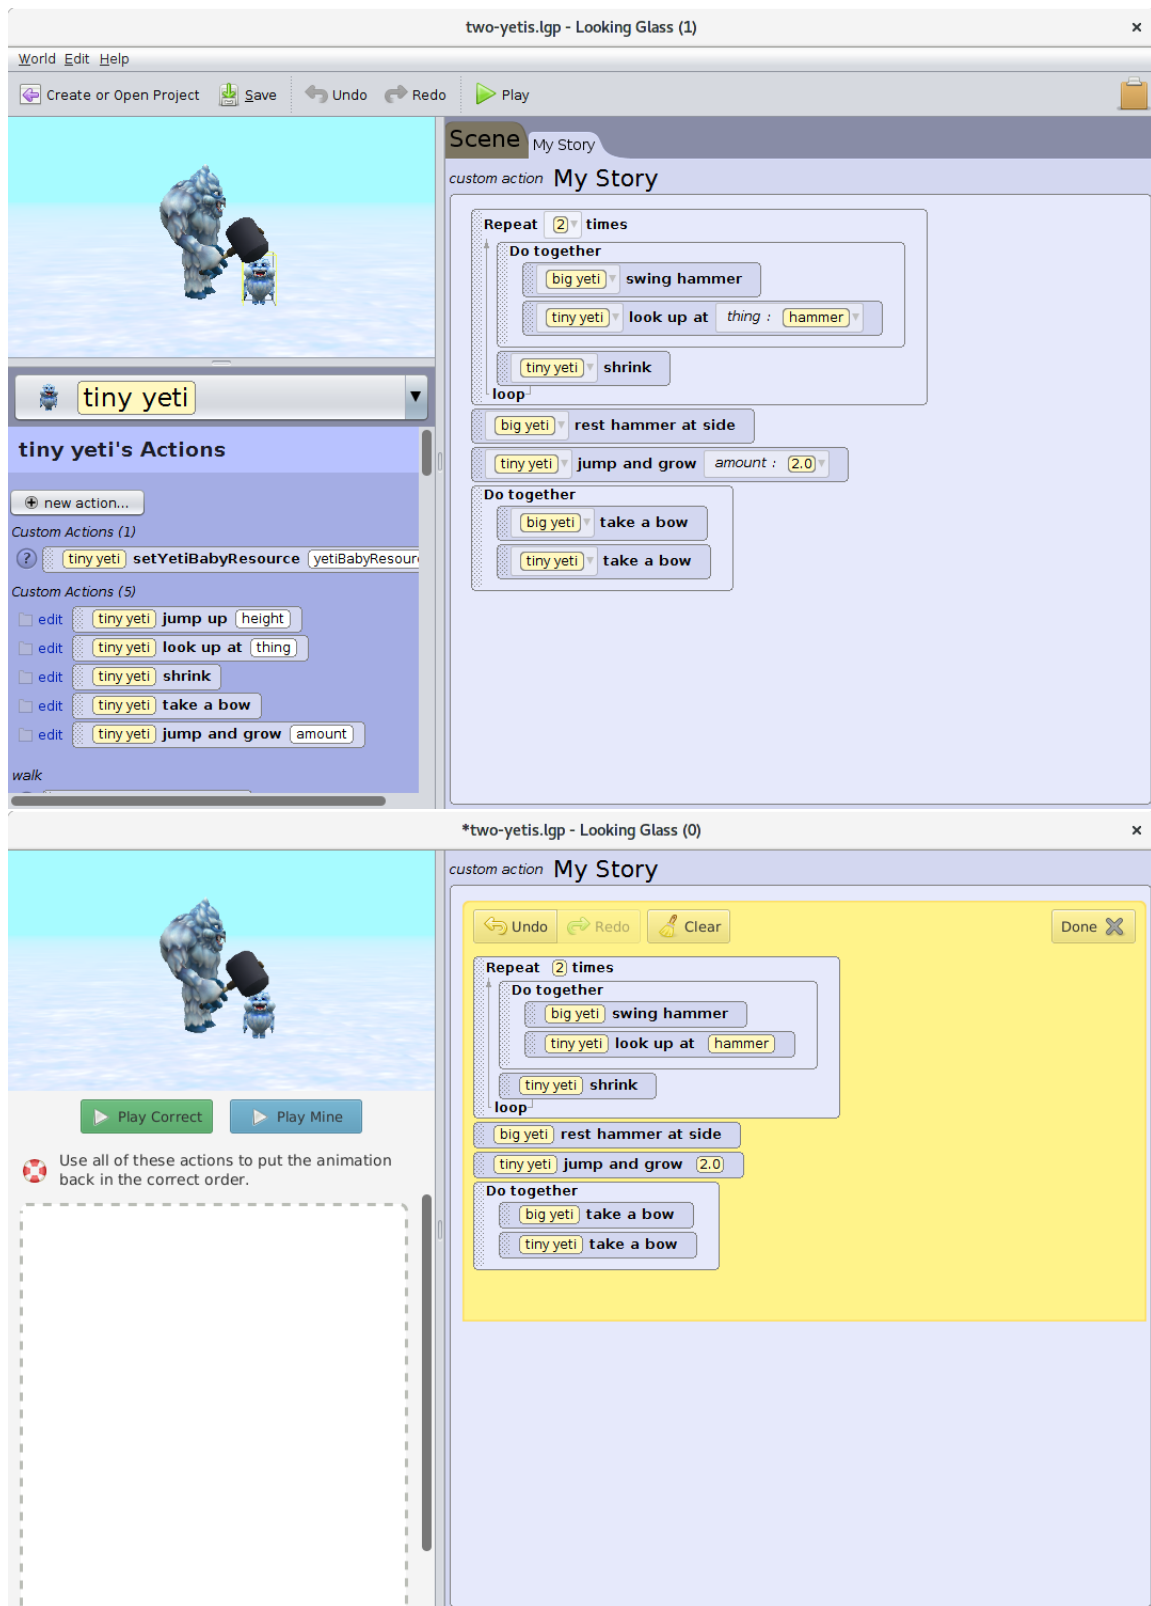 two-yetis.lgp - Looking Glass (1)
World Edit Help
Create or Open Project Save Undo Redo Play
Scene My Story
custom action My Story
Repeat 2 times
Do together
big yeti swing hammer
tiny yeti look up at thing : hammer
tiny yeti shrink
loop
big yeti rest hammer at side
tiny yeti jump and grow amount : 2.0
Do together
big yeti take a bow
tiny yeti take a bow
tiny yeti
tiny yeti's Actions
new action...
Custom Actions (1)
? tiny yeti setYetiBabyResource yetiBabyResour
Custom Actions (5)
edit tiny yeti jump up height
edit tiny yeti look up at thing
edit tiny yeti shrink
edit tiny yeti take a bow
edit tiny yeti jump and grow amount
walk
*two-yetis.lgp - Looking Glass (0)
custom action My Story
Undo Redo Clear Done
Repeat 2 times
Do together
big yeti swing hammer
tiny yeti look up at hammer
tiny yeti shrink
loop
big yeti rest hammer at side
tiny yeti jump and grow 2.0
Do together
big yeti take a bow
tiny yeti take a bow
Play Correct Play Mine
Use all of these actions to put the animation
back in the correct order.